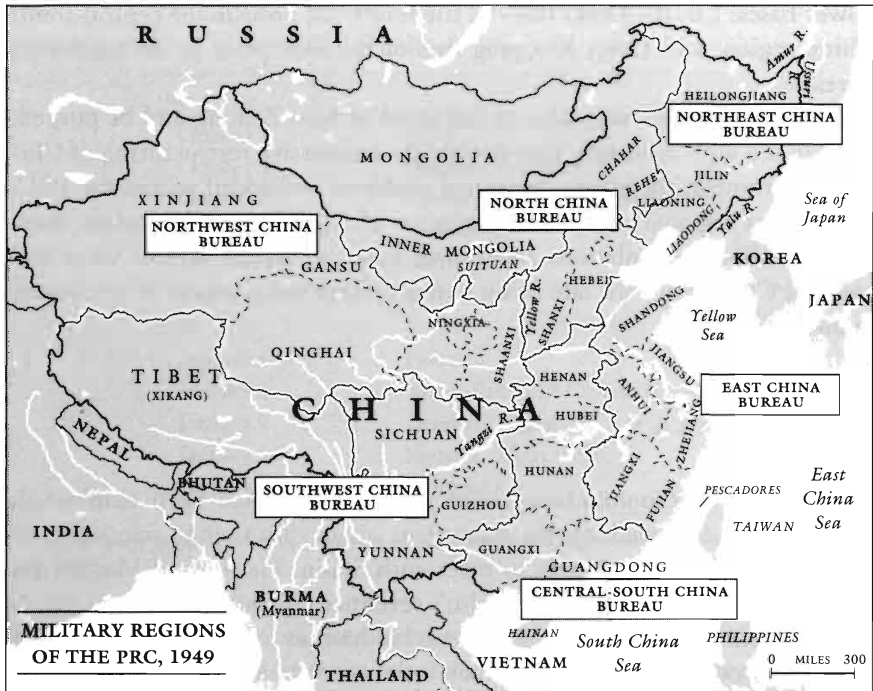 RUSSIA
Amur R.
Ussuri R.
HEILONGJIANG
NORTHEAST CHINA
BUREAU
MONGOLIA
CHAHAR
REHE
JILIN
LIAONING
XINJIANG
NORTHWEST CHINA
BUREAU
NORTH CHINA
BUREAU
Sea of
Japan
LIAODONG
Yalu R.
INNER MONGOLIA
SUIYUAN
GANSU
KOREA
HEBEI
JAPAN
Yellow R.
SHANXI
SHANDONG
Yellow
Sea
NINGXIA
SHAANXI
QINGHAI
TIBET
(XIKANG)
HENAN
JIANGSU
ANHUI
EAST CHINA
BUREAU
CHINA
HUBEI
SICHUAN
Yangzi R.
ZHEJIANG
NEPAL
BHUTAN
HUNAN
JIANGXI
SOUTHWEST CHINA
BUREAU
GUIZHOU
FUJIAN
PESCADORES
East
China
Sea
TAIWAN
INDIA
YUNNAN
GUANGXI
GUANGDONG
CENTRAL-SOUTH CHINA
BUREAU
BURMA
(Myanmar)
MILITARY REGIONS
OF THE PRC, 1949
HAINAN
South China
Sea
PHILIPPINES
VIETNAM
THAILAND
0 MILES 300